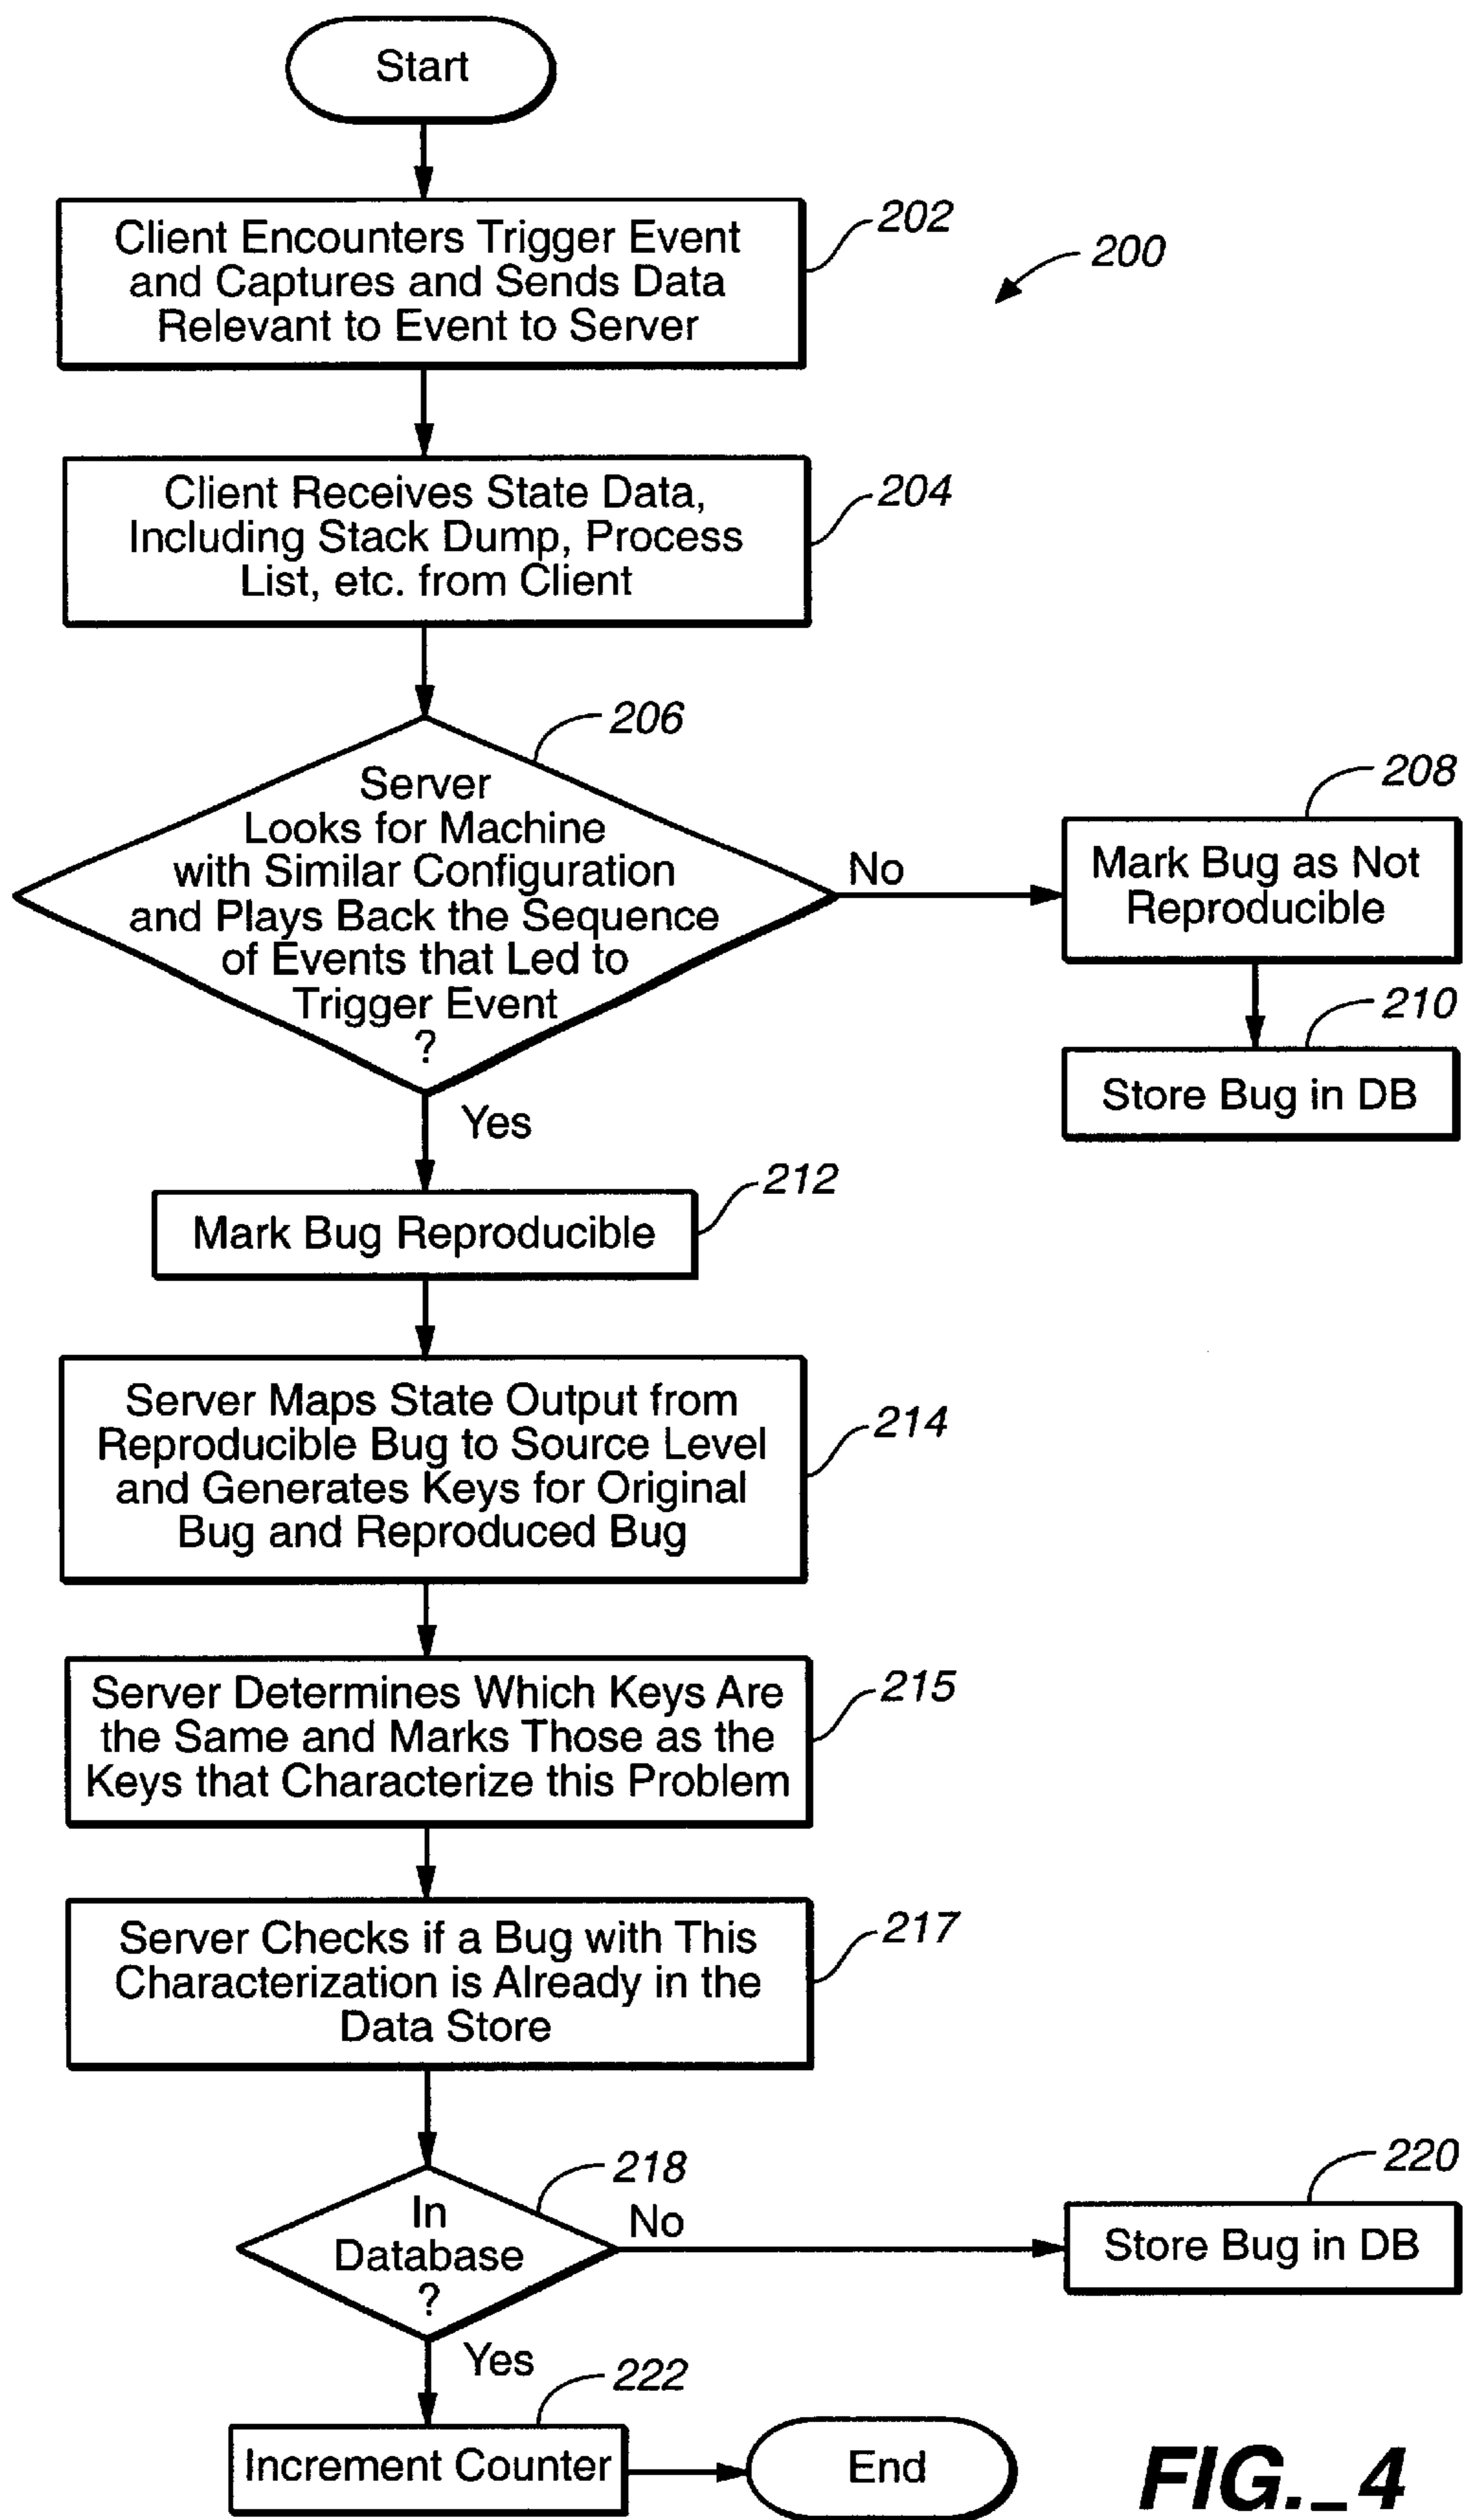 Start
Client Encounters Trigger Event
and Captures and Sends Data
Relevant to Event to Server
202
200
Client Receives State Data,
Including Stack Dump, Process
List, etc. from Client
204
206
Server
Looks for Machine
with Similar Configuration
and Plays Back the Sequence
of Events that Led to
Trigger Event
?
No
208
Mark Bug as Not
Reproducible
210
Store Bug in DB
Yes
212
Mark Bug Reproducible
Server Maps State Output from
Reproducible Bug to Source Level
and Generates Keys for Original
Bug and Reproduced Bug
214
Server Determines Which Keys Are
the Same and Marks Those as the
Keys that Characterize this Problem
215
Server Checks if a Bug with This
Characterization is Already in the
Data Store
217
218
In
Database
?
No
220
Store Bug in DB
Yes
222
Increment Counter
End
FIG._4